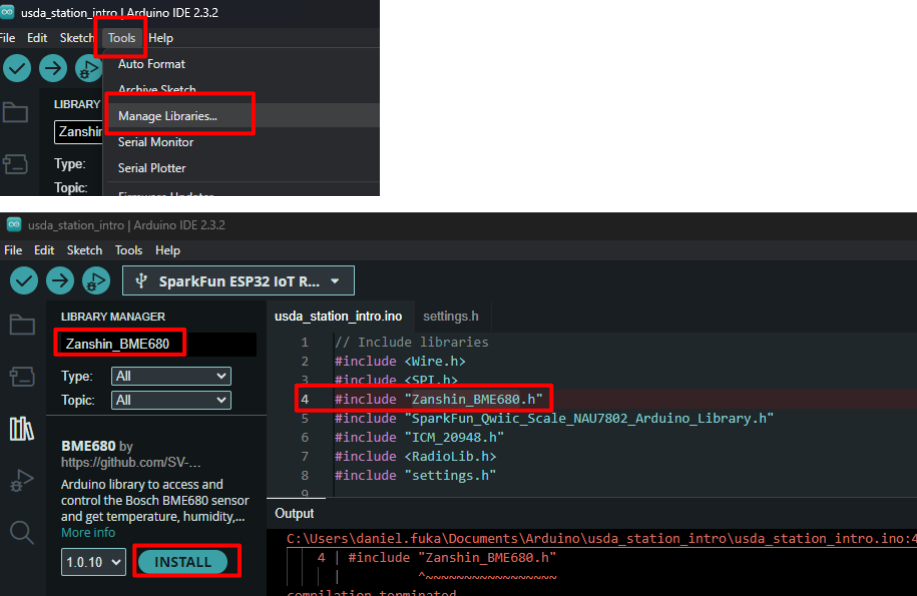 usda_station_intro | Arduino IDE 2.3.2
File Edit Sketch Tools Help
Auto Format
Archive Sketch
LIBRARY
Manage Libraries...
Zanshin
Serial Monitor
Type:
Serial Plotter
Topic:
Firmware Updater
usda_station_intro | Arduino IDE 2.3.2
File Edit Sketch Tools Help
SparkFun ESP32 IoT R...
LIBRARY MANAGER
Zanshin_BME680
Type: All
Topic: All
BME680 by
https://github.com/SV-...
Arduino library to access and
control the Bosch BME680 sensor
and get temperature, humidity,...
More info
1.0.10 INSTALL
usda_station_intro.ino settings.h
1 // Include libraries
2 #include <Wire.h>
3 #include <SPI.h>
4 #include "Zanshin_BME680.h"
5 #include "SparkFun_Qwiic_Scale_NAU7802_Arduino_Library.h"
6 #include "ICM_20948.h"
7 #include <RadioLib.h>
8 #include "settings.h"
9
Output
C:\Users\daniel.fuka\Documents\Arduino\usda_station_intro\usda_station_intro.ino:4
4 | #include "Zanshin_BME680.h"
| ^~~~~~~~~~~~~~~~~~
compilation terminated